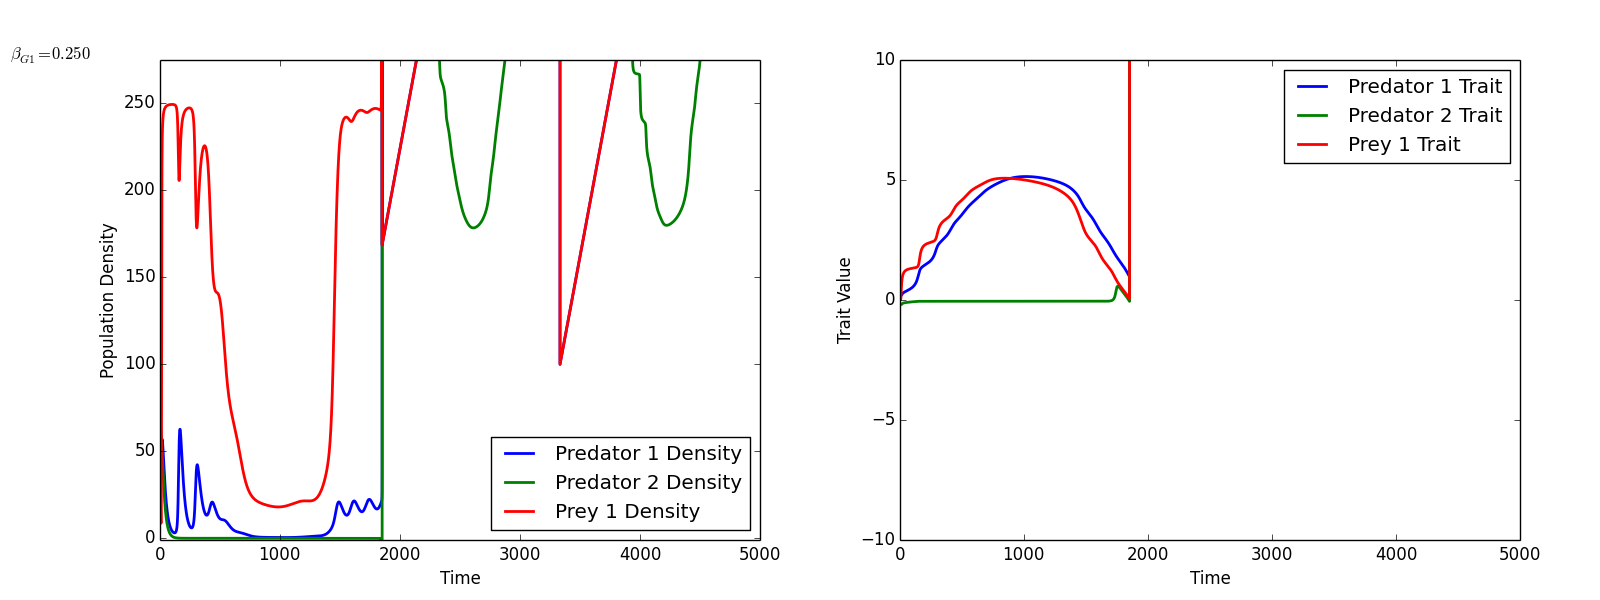 β_G1 = 0.250
250
200
150
100
50
0
0 1000 2000 3000 4000 5000
Population Density
Time
Predator 1 Density
Predator 2 Density
Prey 1 Density
10
5
0
−5
−10
0 1000 2000 3000 4000 5000
Trait Value
Time
Predator 1 Trait
Predator 2 Trait
Prey 1 Trait